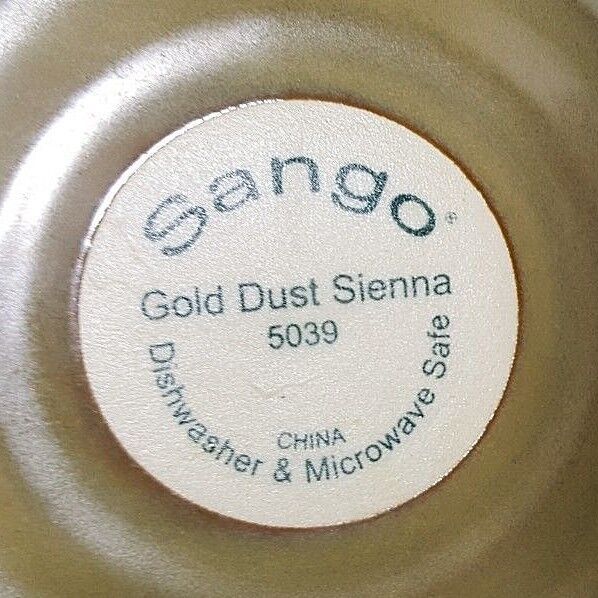 Sango®
Gold Dust Sienna
5039
CHINA
Dishwasher & Microwave Safe